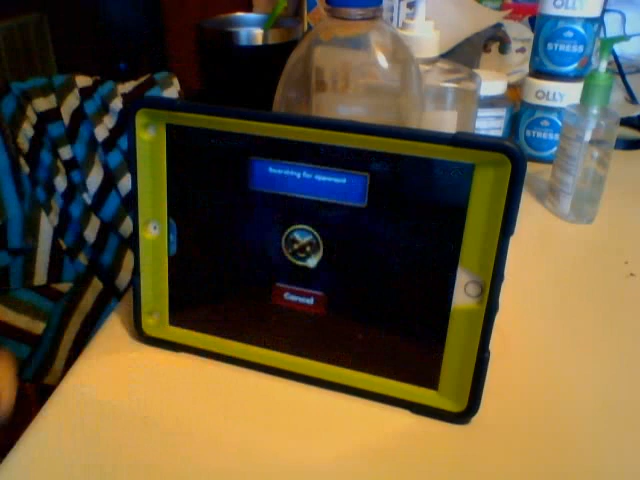 Searching for opponent
Cancel
OLLY
STRESS
OLLY
STRESS